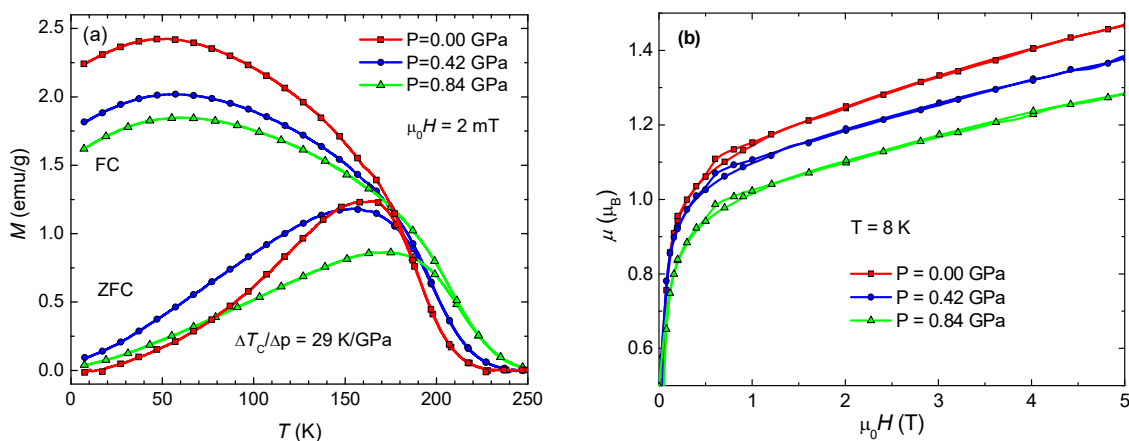 (a)
P=0.00 GPa
P=0.42 GPa
P=0.84 GPa
μ₀H = 2 mT
FC
ZFC
ΔT_C/Δp = 29 K/GPa
M (emu/g)
2.5
2.0
1.5
1.0
0.5
0.0
0 50 100 150 200 250
T (K)
(b)
T = 8 K
P = 0.00 GPa
P = 0.42 GPa
P = 0.84 GPa
μ (μ_B)
1.4
1.2
1.0
0.8
0.6
0 1 2 3 4 5
μ₀H (T)